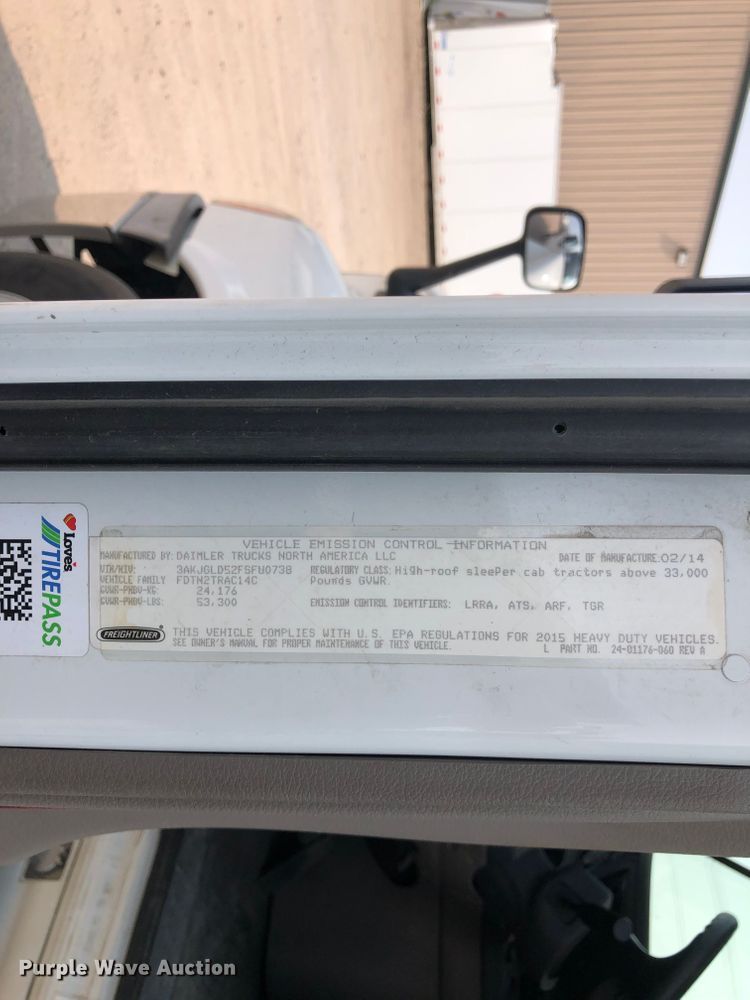 Love's
TIREPASS
VEHICLE EMISSION CONTROL INFORMATION
MANUFACTURED BY: DAIMLER TRUCKS NORTH AMERICA LLC DATE OF MANUFACTURE: 02/14
VIN/NIV: 3AKJGLD52FSFW0738 REGULATORY CLASS: High-roof sleePer cab tractors above 33,000
VEHICLE FAMILY FDTN2TRAC14C Pounds GVWR.
GVWR-PNBV-KG: 24,176
GVWR-PNBV-LBS: 53,300 EMISSION CONTROL IDENTIFIERS: LRRA, ATS, ARF, TGR
FREIGHTLINER THIS VEHICLE COMPLIES WITH U.S. EPA REGULATIONS FOR 2015 HEAVY DUTY VEHICLES.
SEE OWNER'S MANUAL FOR PROPER MAINTENANCE OF THIS VEHICLE. L PART NO. 24-01176-060 REV A
Purple Wave Auction